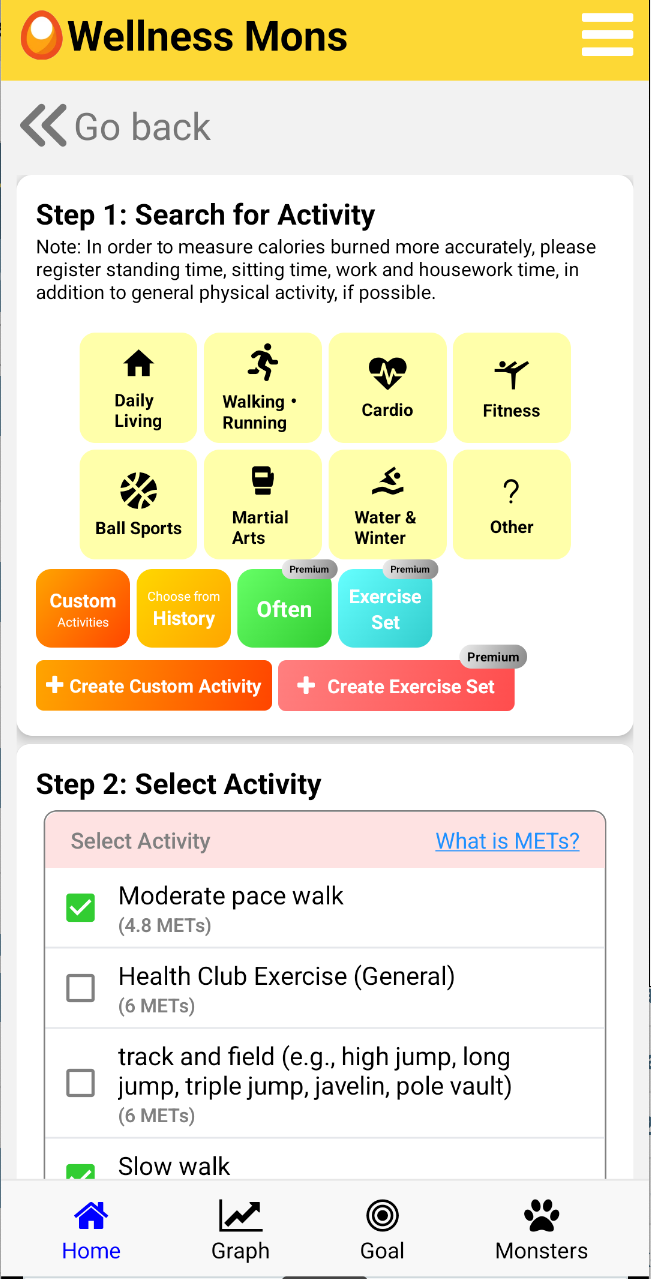 Wellness Mons
Go back
Step 1: Search for Activity
Note: In order to measure calories burned more accurately, please
register standing time, sitting time, work and housework time, in
addition to general physical activity, if possible.
Daily
Living
Walking・
Running
Cardio
Fitness
Ball Sports
Martial
Arts
Water &
Winter
?
Other
Custom
Activities
Choose from
History
Premium
Often
Premium
Exercise
Set
Create Custom Activity
Premium
Create Exercise Set
Step 2: Select Activity
Select Activity
What is METs?
Moderate pace walk
(4.8 METs)
Health Club Exercise (General)
(6 METs)
track and field (e.g., high jump, long
jump, triple jump, javelin, pole vault)
(6 METs)
Slow walk
Home
Graph
Goal
Monsters